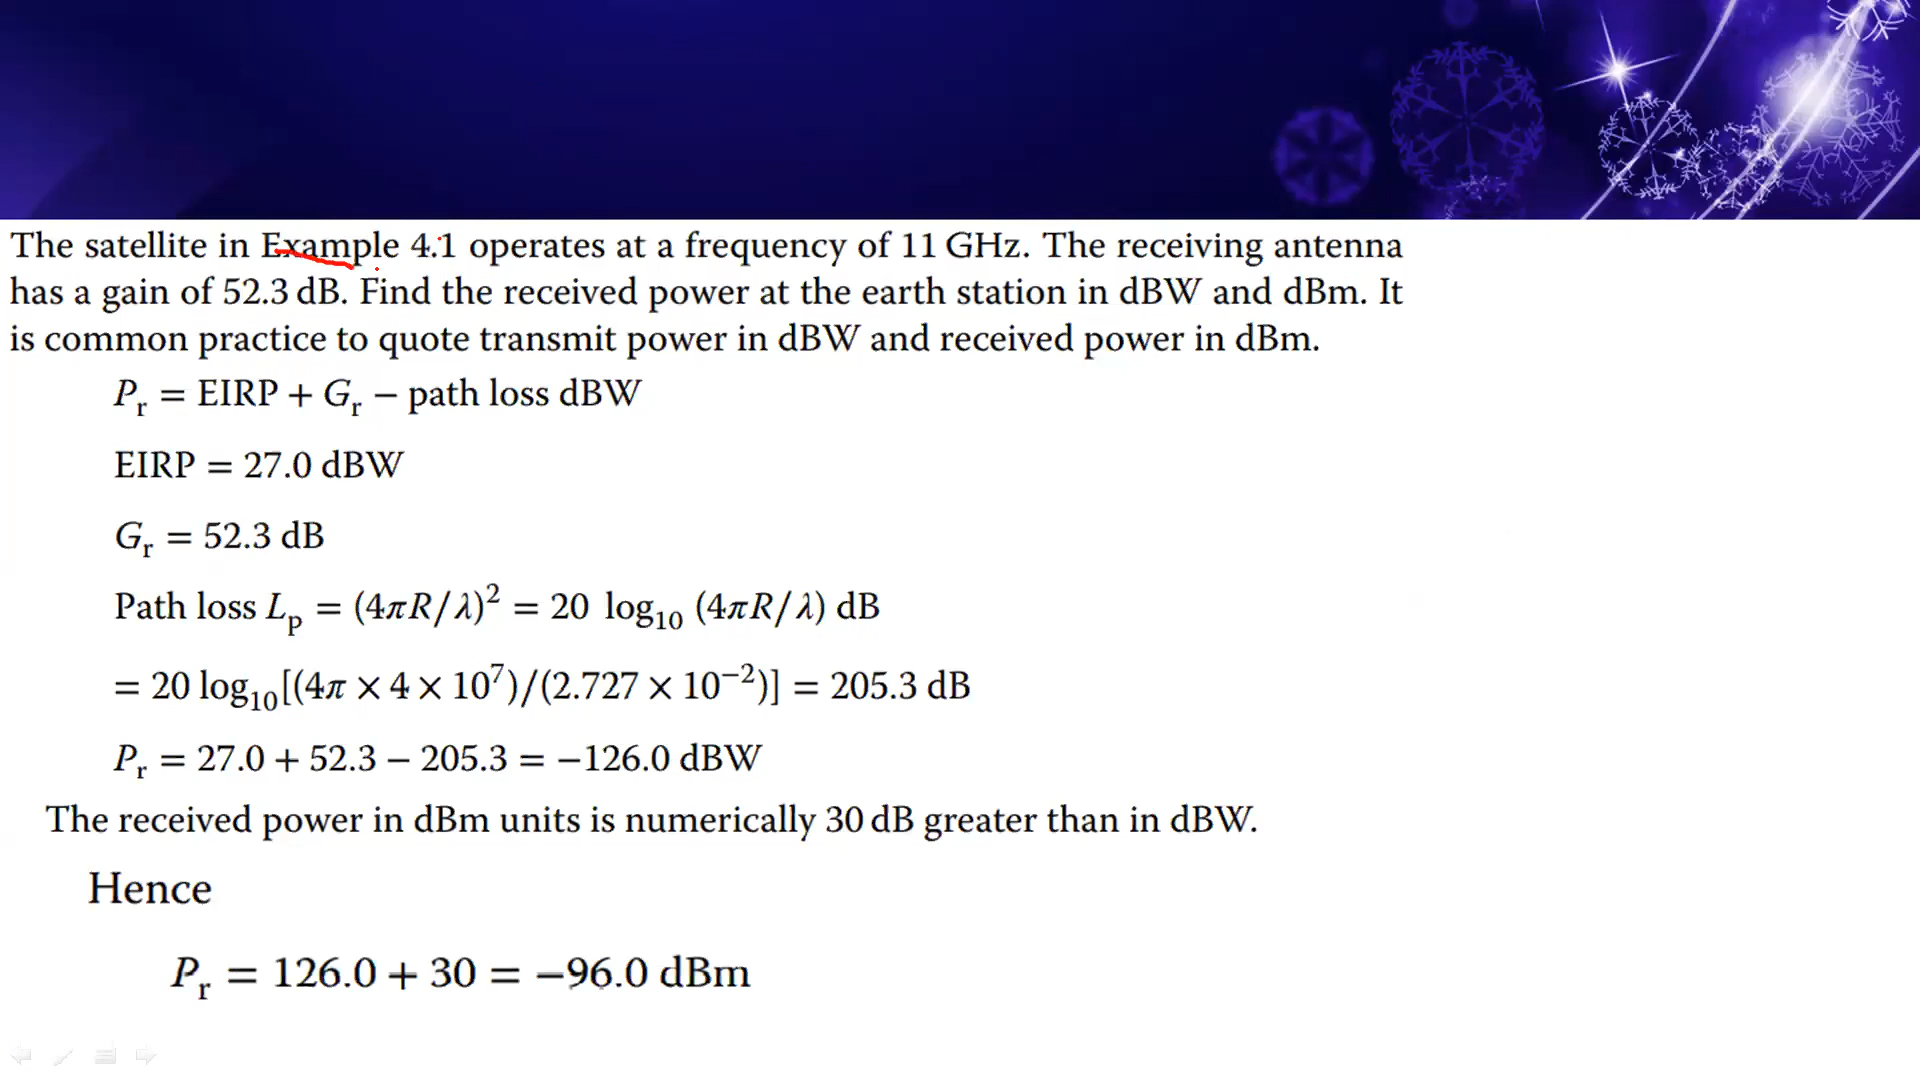 The satellite in Example 4.1 operates at a frequency of 11 GHz. The receiving antenna
has a gain of 52.3 dB. Find the received power at the earth station in dBW and dBm. It
is common practice to quote transmit power in dBW and received power in dBm.
Pᵣ = EIRP + Gᵣ − path loss dBW
EIRP = 27.0 dBW
Gᵣ = 52.3 dB
Path loss Lₚ = (4πR/λ)² = 20 log₁₀ (4πR/λ) dB
= 20 log₁₀[(4π × 4 × 10⁷)/(2.727 × 10⁻²)] = 205.3 dB
Pᵣ = 27.0 + 52.3 − 205.3 = −126.0 dBW
The received power in dBm units is numerically 30 dB greater than in dBW.
Hence
Pᵣ = 126.0 + 30 = −96.0 dBm